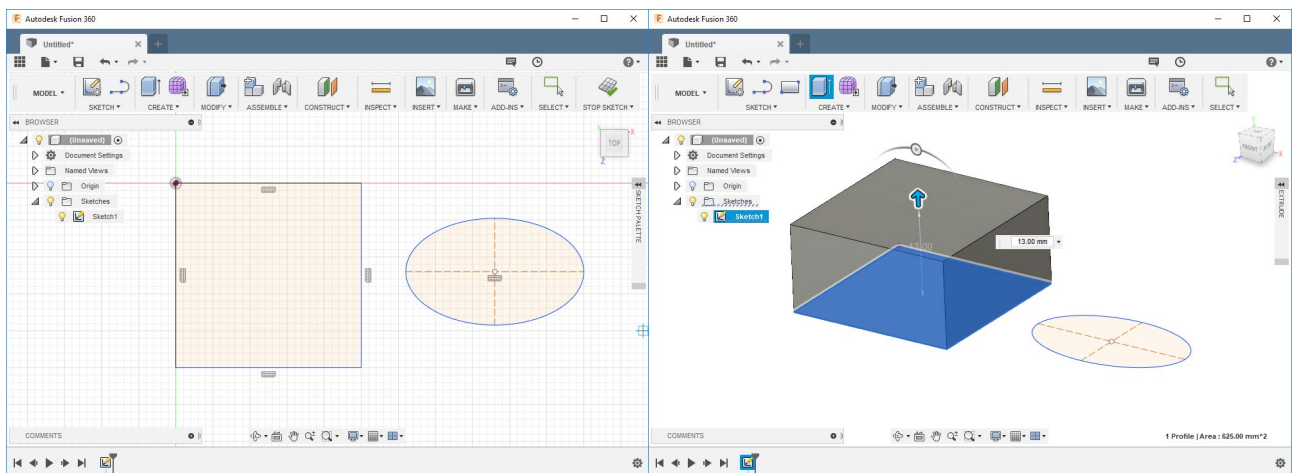 Autodesk Fusion 360
Untitled*
MODEL
SKETCH CREATE MODIFY ASSEMBLE CONSTRUCT INSPECT INSERT MAKE ADD-INS SELECT STOP SKETCH
BROWSER
(Unsaved)
Document Settings
Named Views
Origin
Sketches
Sketch1
TOP
X
Z
SKETCH PALETTE
COMMENTS
Autodesk Fusion 360
Untitled*
MODEL
SKETCH CREATE MODIFY ASSEMBLE CONSTRUCT INSPECT INSERT MAKE ADD-INS SELECT
BROWSER
(Unsaved)
Document Settings
Named Views
Origin
Sketches
Sketch1
FRONT
X
Z
13.00
13.00 mm
EXTRUDE
COMMENTS
1 Profile | Area : 625.00 mm^2